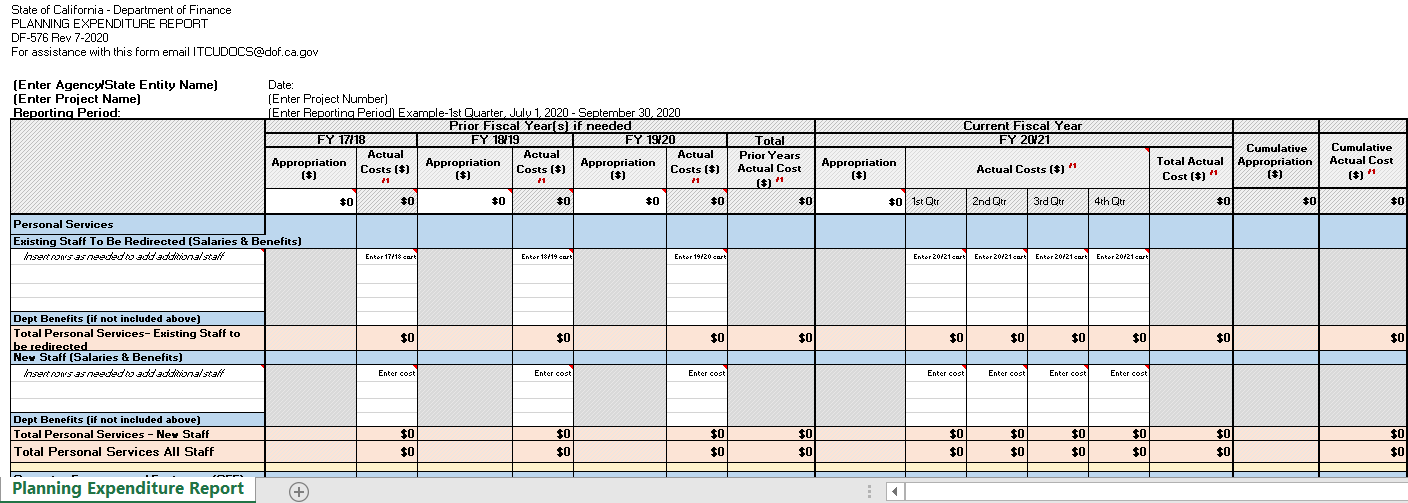 State of California - Department of Finance
PLANNING EXPENDITURE REPORT
DF-576 Rev 7-2020
For assistance with this form email ITCUDOCS@dof.ca.gov
(Enter Agency/State Entity Name) Date:
(Enter Project Name) (Enter Project Number)
Reporting Period: (Enter Reporting Period) Example-1st Quarter, July 1, 2020 - September 30, 2020
Prior Fiscal Year(s) if needed Current Fiscal Year
FY 17/18 FY 18/19 FY 19/20 Total FY 20/21
Appropriation ($) Actual Costs ($) /1 Appropriation ($) Actual Costs ($) /1 Appropriation ($) Actual Costs ($) /1 Prior Years Actual Cost ($) /1 Appropriation ($) Actual Costs ($) /1 Total Actual Cost ($) /1 Cumulative Appropriation ($) Cumulative Actual Cost ($) /1
$0 $0 $0 $0 $0 $0 $0 $0 1st Qtr 2nd Qtr 3rd Qtr 4th Qtr $0 $0 $0
Personal Services
Existing Staff To Be Redirected (Salaries & Benefits)
Insert rows as needed to add additional staff Enter 17/18 cost Enter 18/19 cost Enter 19/20 cost Enter 20/21 cost Enter 20/21 cost Enter 20/21 cost Enter 20/21 cost
Dept Benefits (if not included above)
Total Personal Services- Existing Staff to
be redirected $0 $0 $0 $0 $0 $0 $0 $0 $0 $0
New Staff (Salaries & Benefits)
Insert rows as needed to add additional staff Enter cost Enter cost Enter cost Enter cost Enter cost Enter cost Enter cost
Dept Benefits (if not included above)
Total Personal Services - New Staff $0 $0 $0 $0 $0 $0 $0 $0 $0 $0
Total Personal Services All Staff $0 $0 $0 $0 $0 $0 $0 $0 $0 $0
Planning Expenditure Report